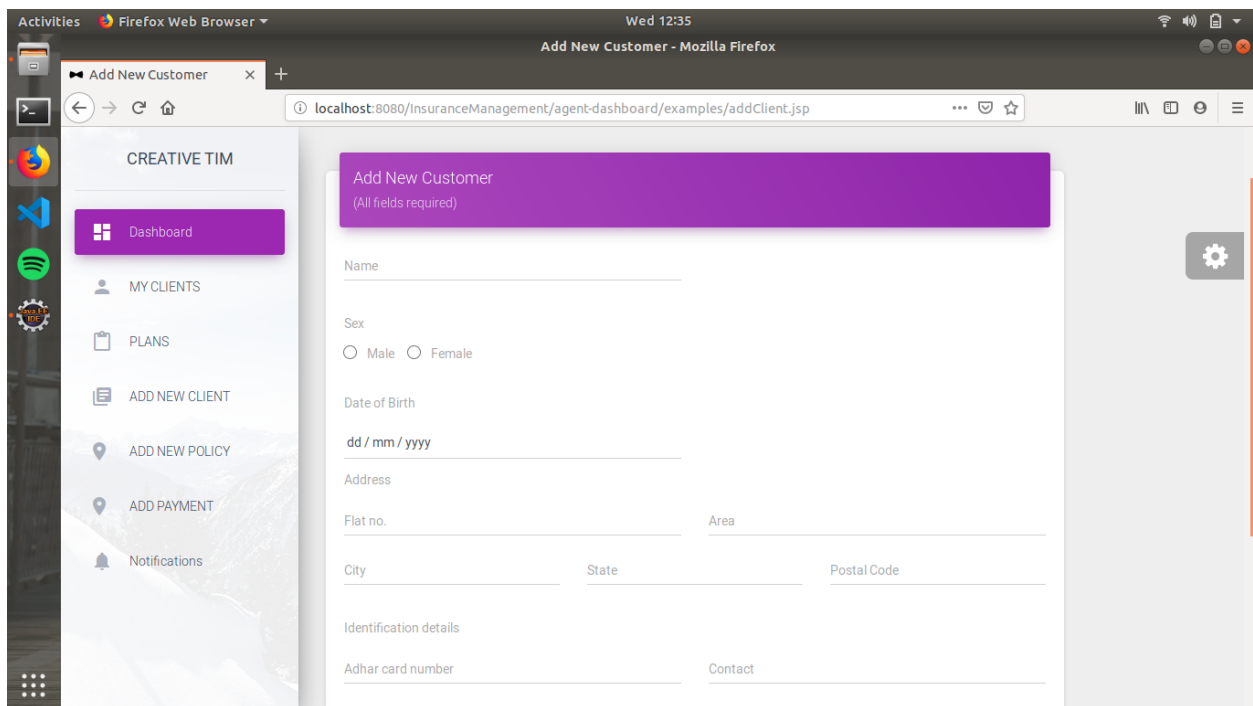 Activities Firefox Web Browser Wed 12:35
Add New Customer - Mozilla Firefox
Add New Customer
localhost:8080/InsuranceManagement/agent-dashboard/examples/addClient.jsp
CREATIVE TIM
Dashboard
MY CLIENTS
PLANS
ADD NEW CLIENT
ADD NEW POLICY
ADD PAYMENT
Notifications
Add New Customer
(All fields required)
Name
Sex
Male Female
Date of Birth
dd / mm / yyyy
Address
Flat no. Area
City State Postal Code
Identification details
Adhar card number Contact
Java EE
IDE